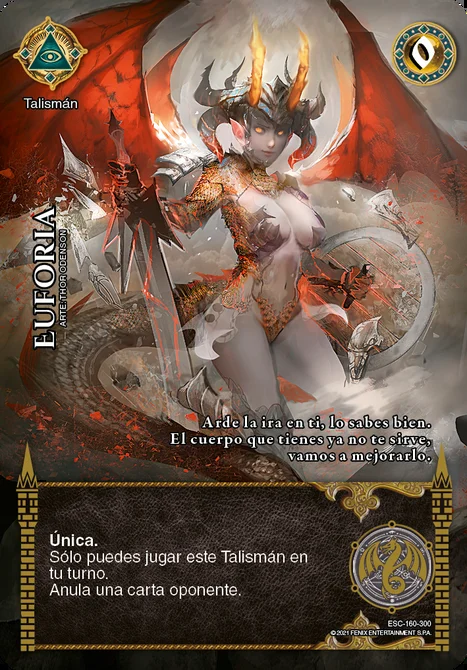 0
Talismán
EUFORIA
ARTE: THOR ODENSON
Arde la ira en ti, lo sabes bien.
El cuerpo que tienes ya no te sirve,
vamos a mejorarlo.
Única.
Sólo puedes jugar este Talismán en
tu turno.
Anula una carta oponente.
ESC-160-300
© 2021 FENIX ENTERTAINMENT S.P.A.